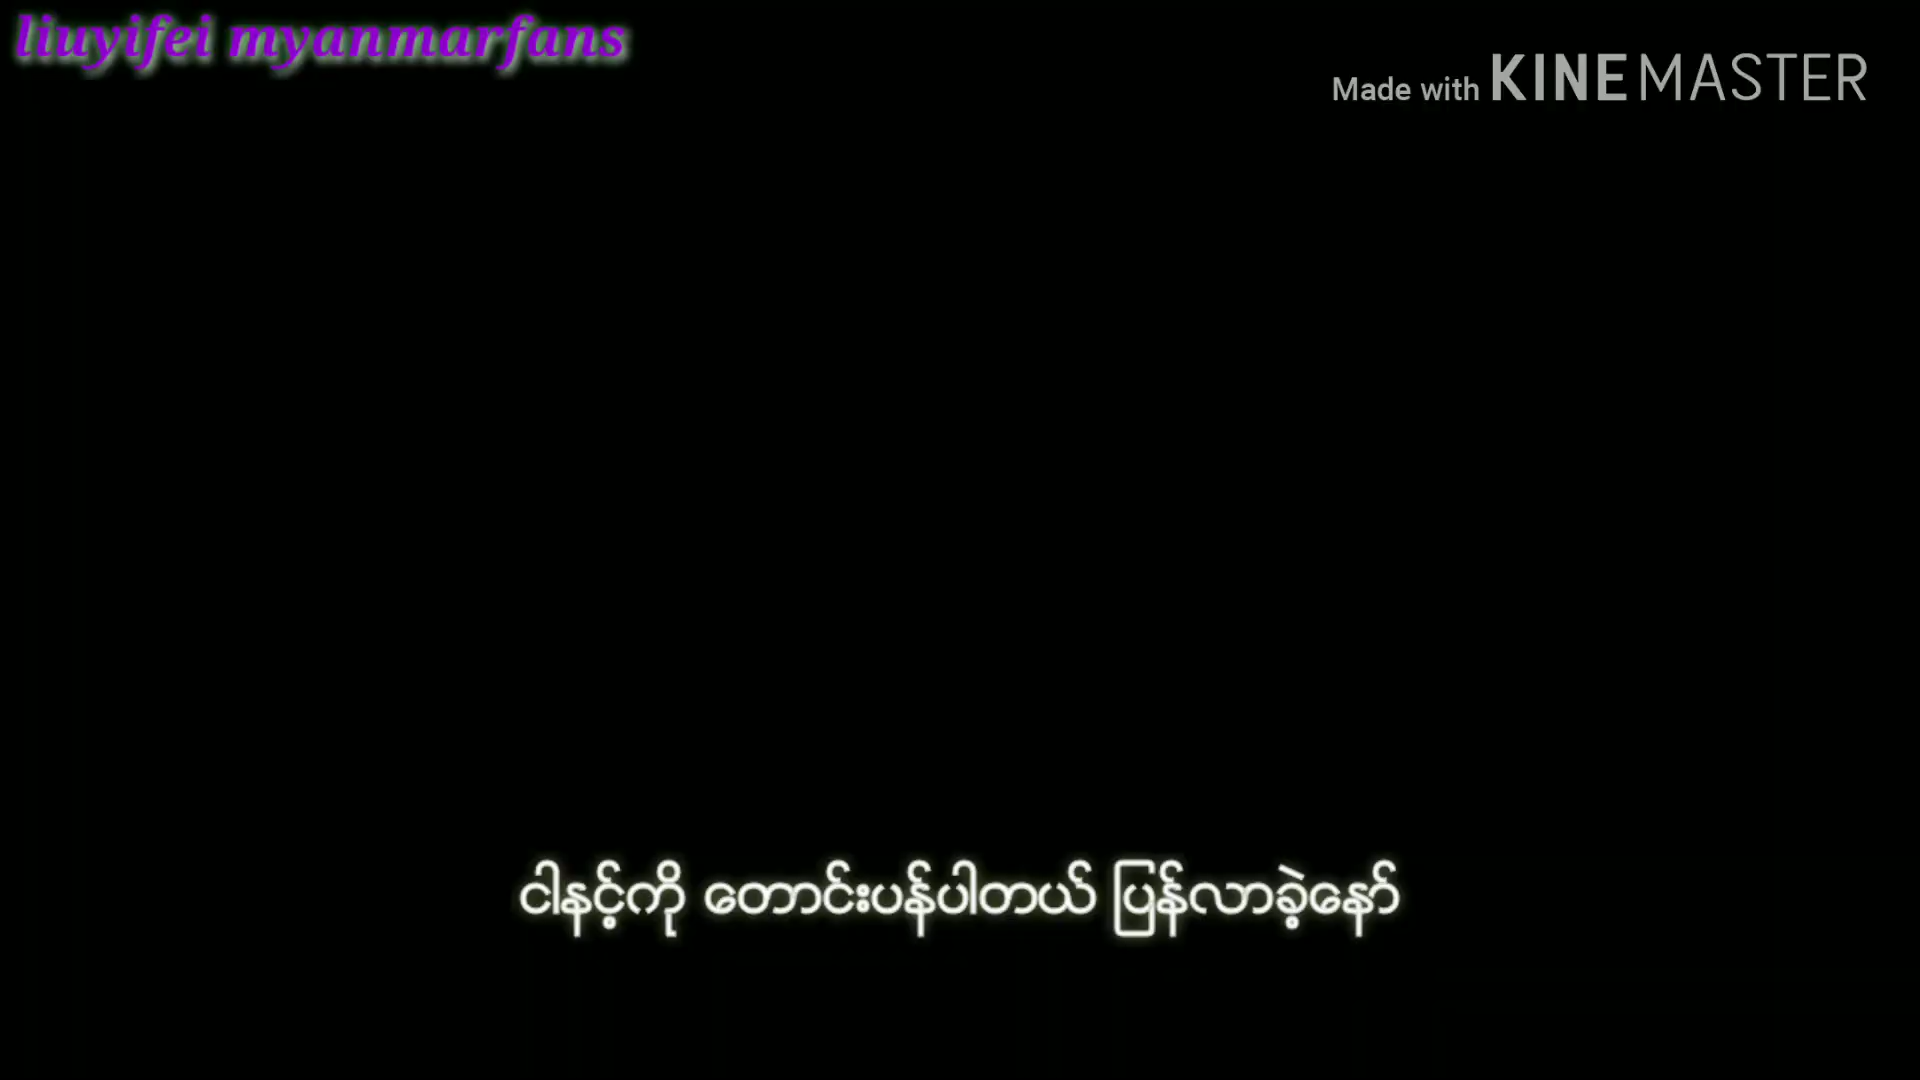 liuyifei myanmarfans
Made with KINEMASTER
ငါနင့်ကို တောင်းပန်ပါတယ် ပြန်လာခဲ့နော်